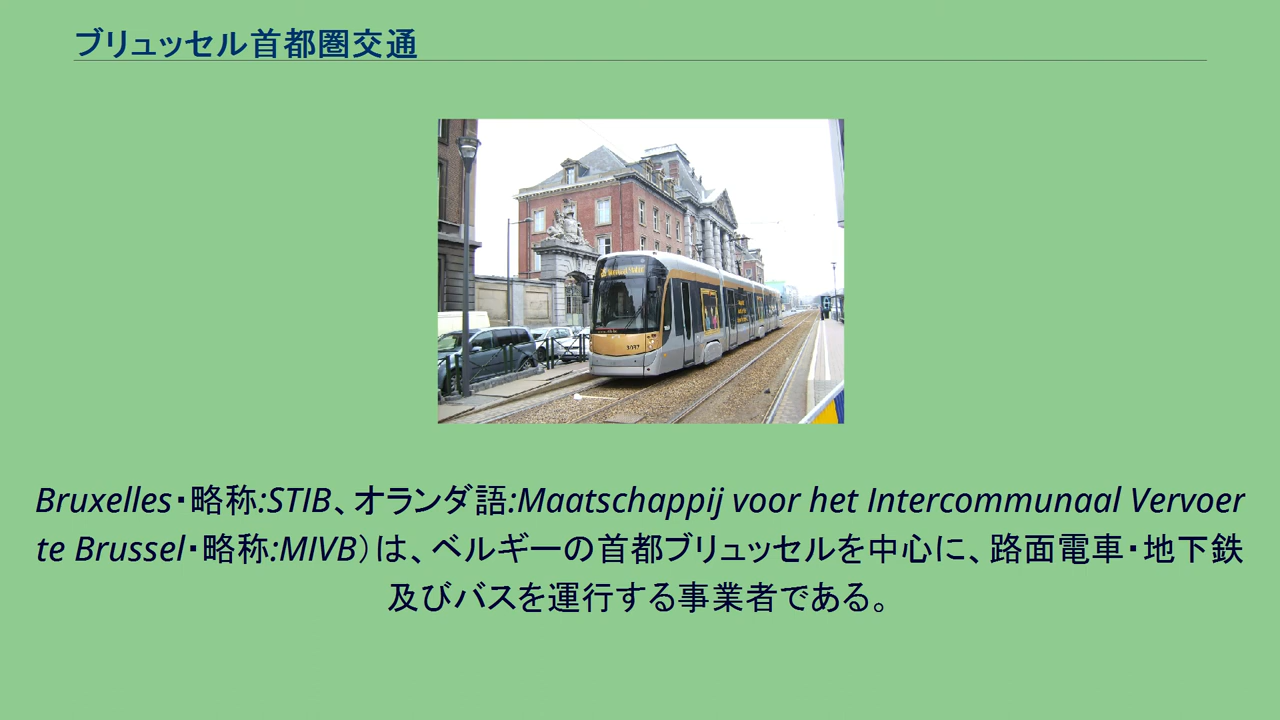 ブリュッセル首都圏交通
3037
Bruxelles・略称:STIB、オランダ語:Maatschappij voor het Intercommunaal Vervoer
te Brussel・略称:MIVB）は、ベルギーの首都ブリュッセルを中心に、路面電車・地下鉄
及びバスを運行する事業者である。